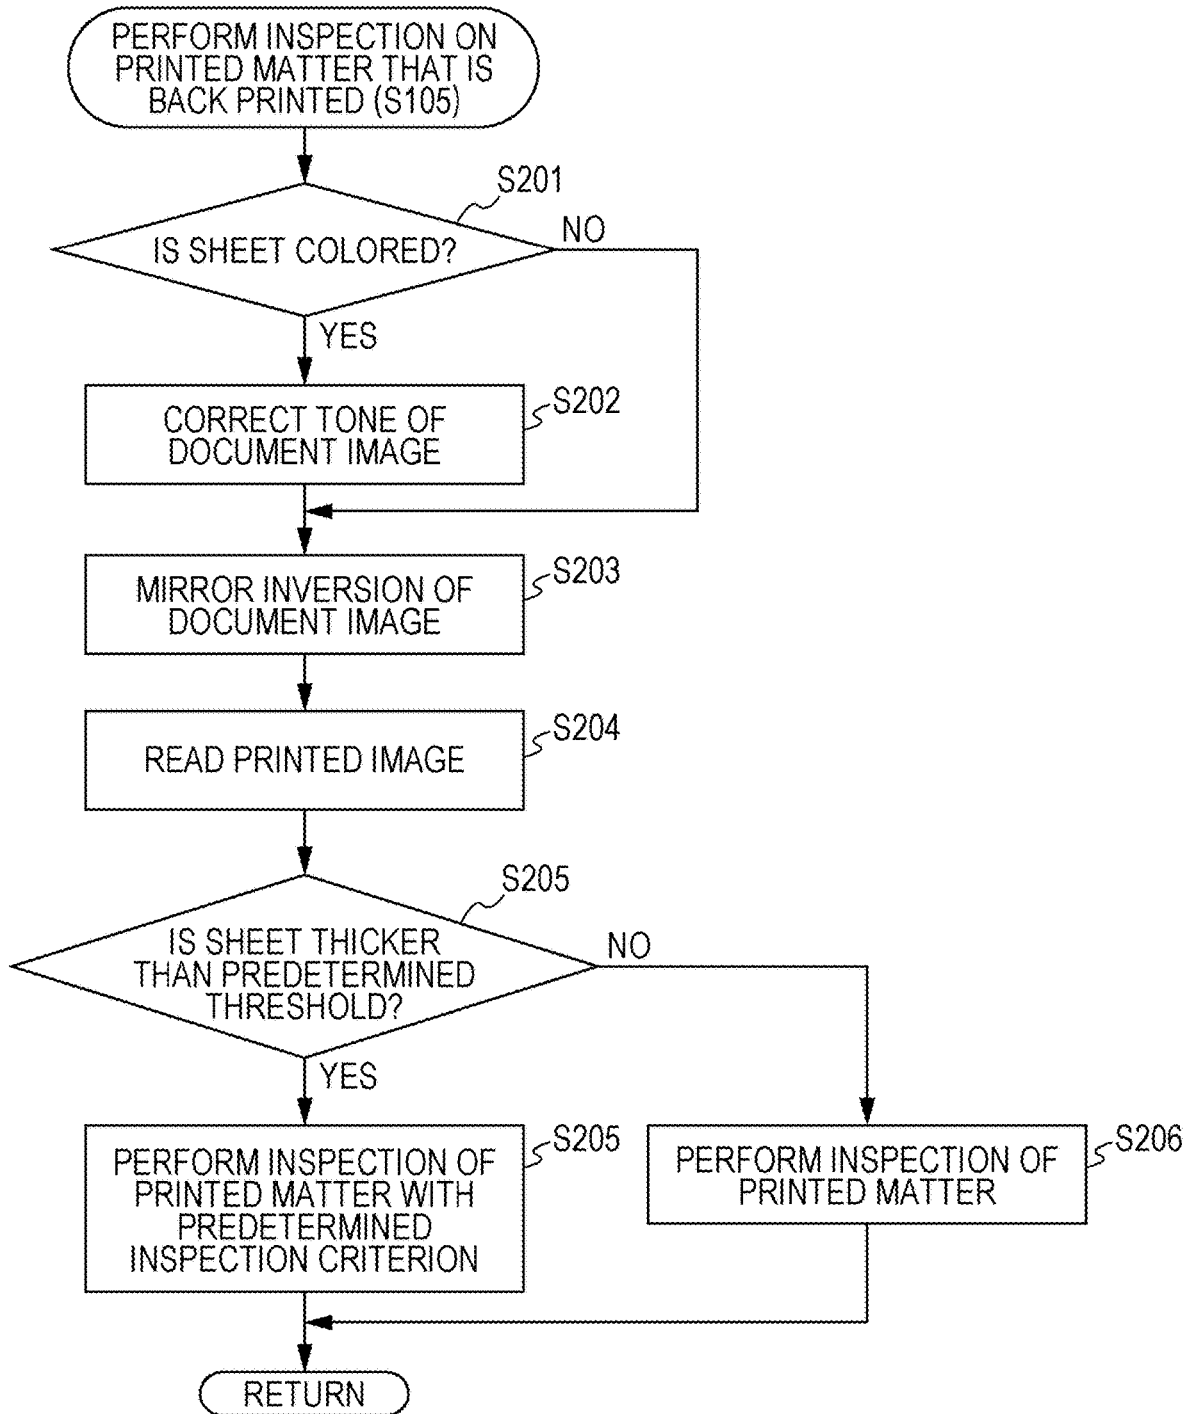 PERFORM INSPECTION ON
PRINTED MATTER THAT IS
BACK PRINTED (S105)
S201
IS SHEET COLORED?
NO
YES
S202
CORRECT TONE OF
DOCUMENT IMAGE
S203
MIRROR INVERSION OF
DOCUMENT IMAGE
S204
READ PRINTED IMAGE
S205
IS SHEET THICKER
THAN PREDETERMINED
THRESHOLD?
NO
YES
S205
PERFORM INSPECTION OF
PRINTED MATTER WITH
PREDETERMINED
INSPECTION CRITERION
S206
PERFORM INSPECTION OF
PRINTED MATTER
RETURN